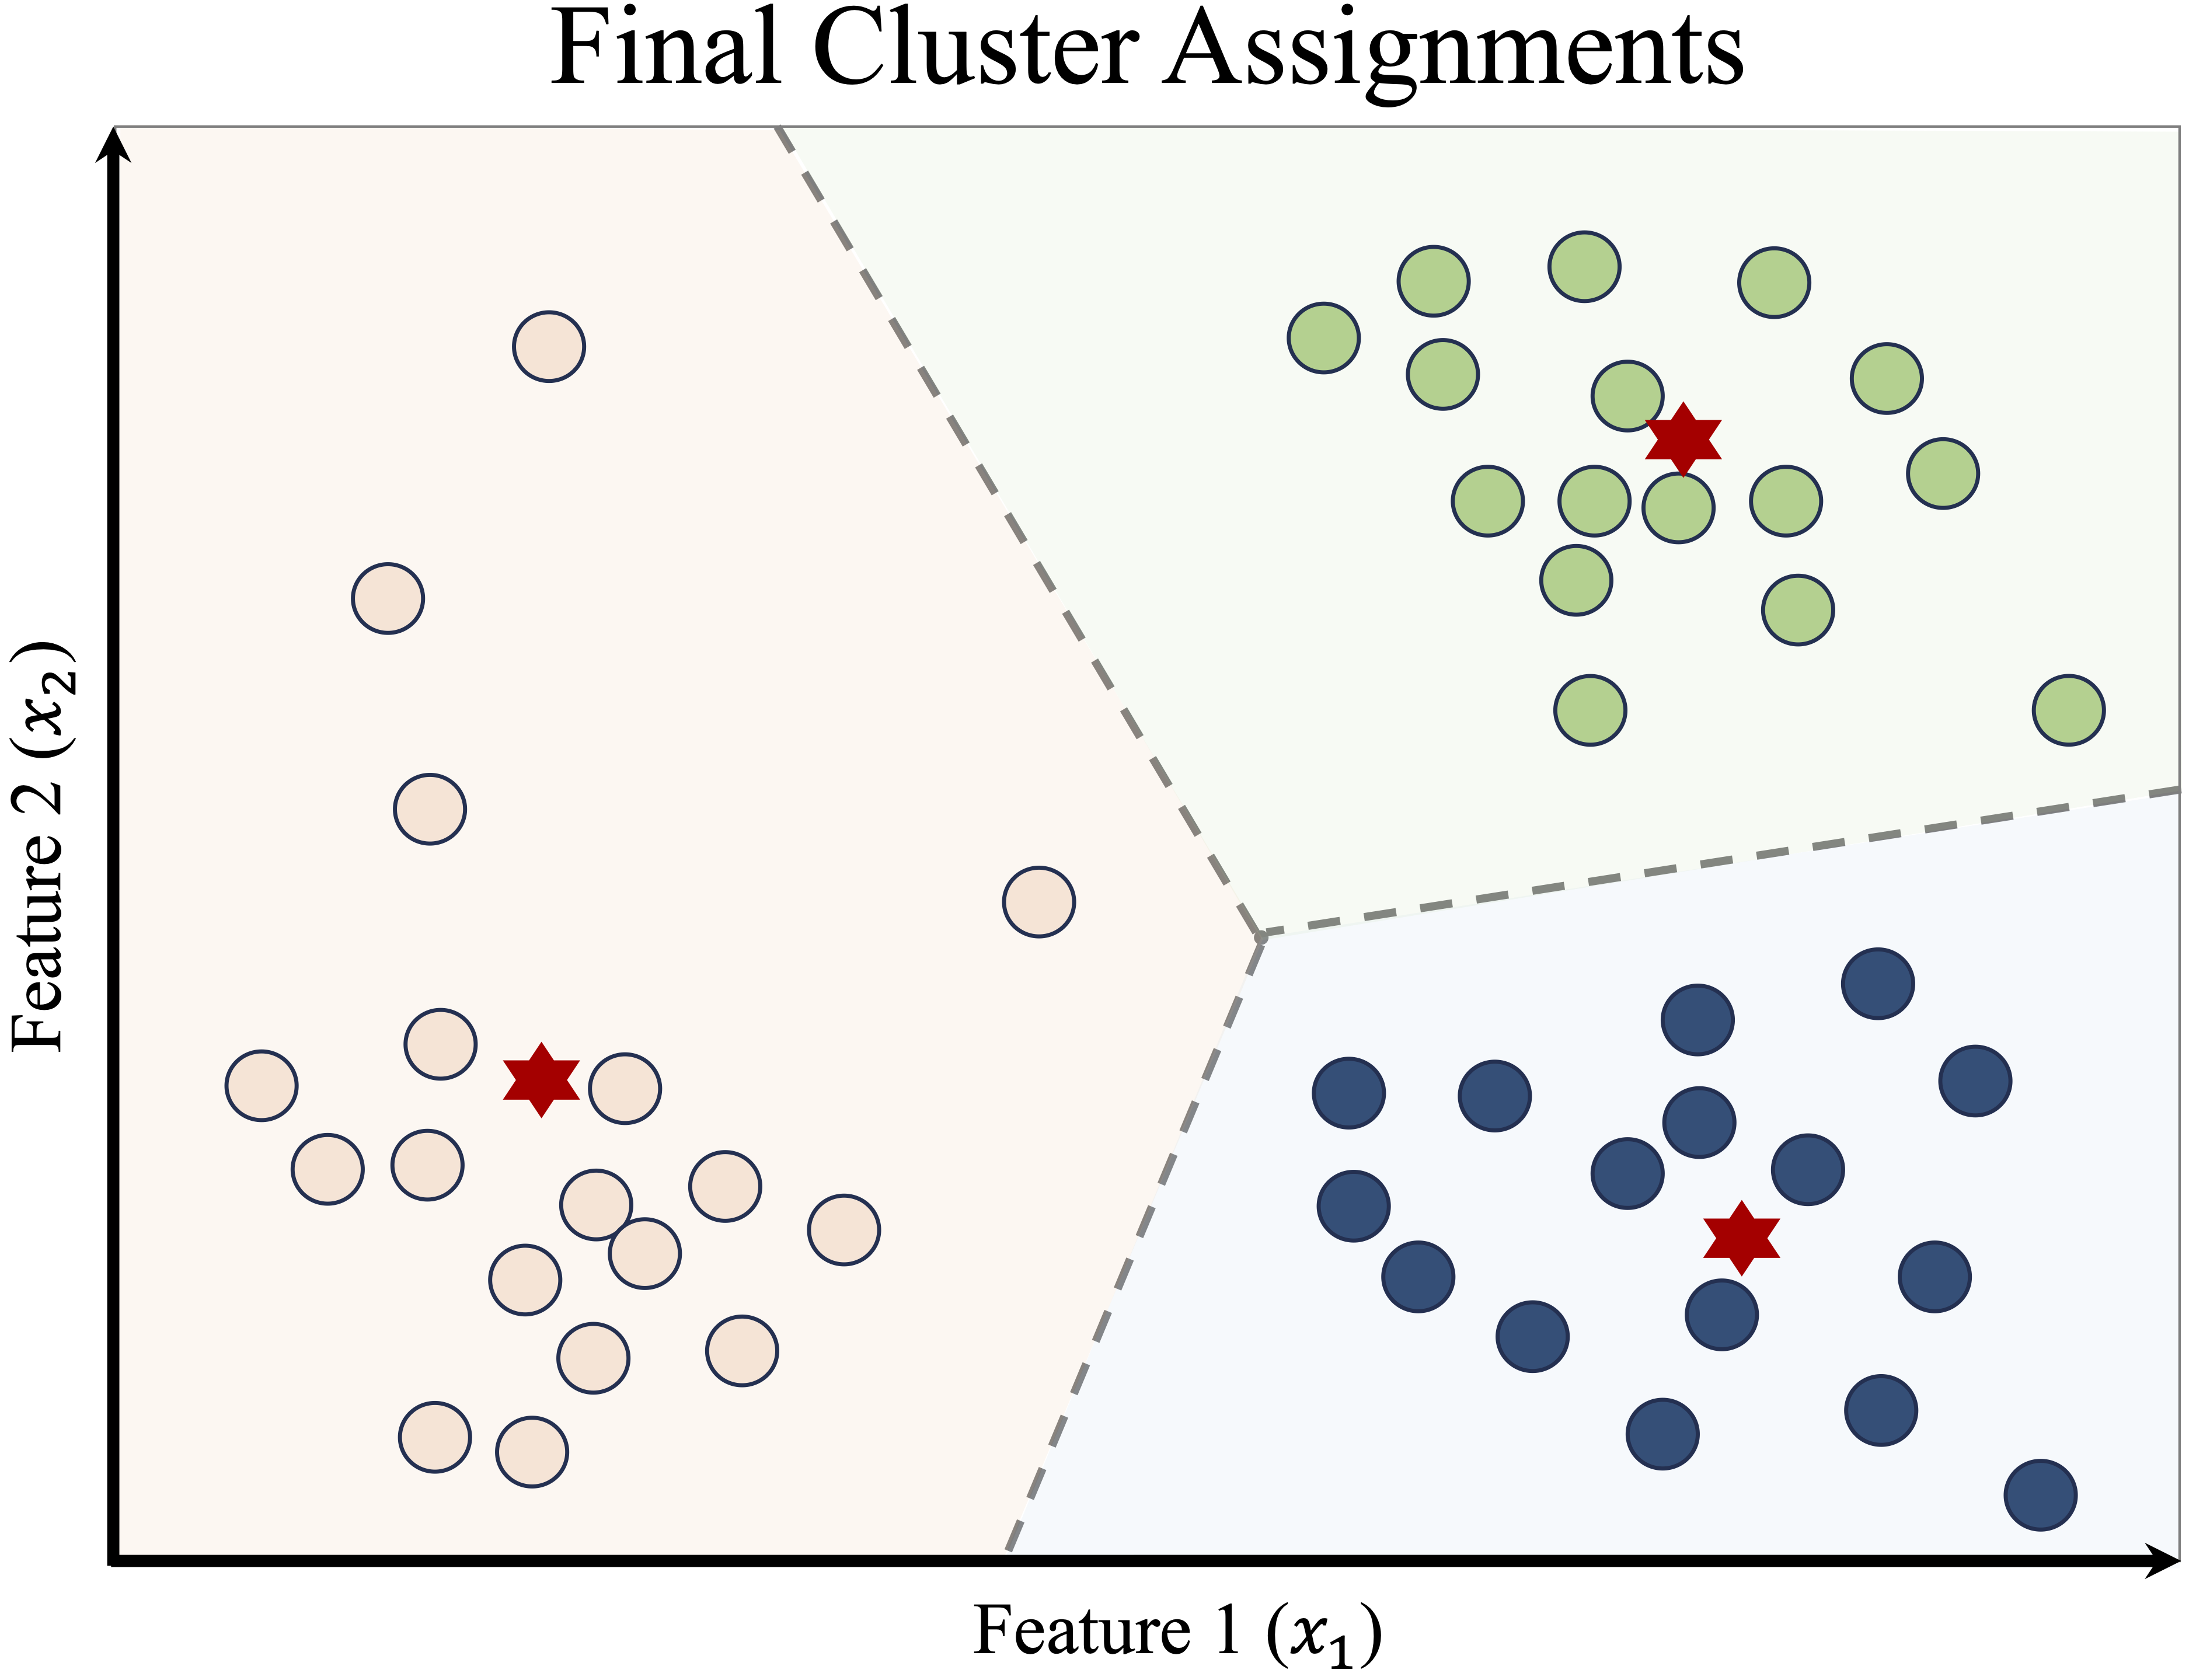 Final Cluster Assignments
Feature 2 (x₂)
Feature 1 (x₁)